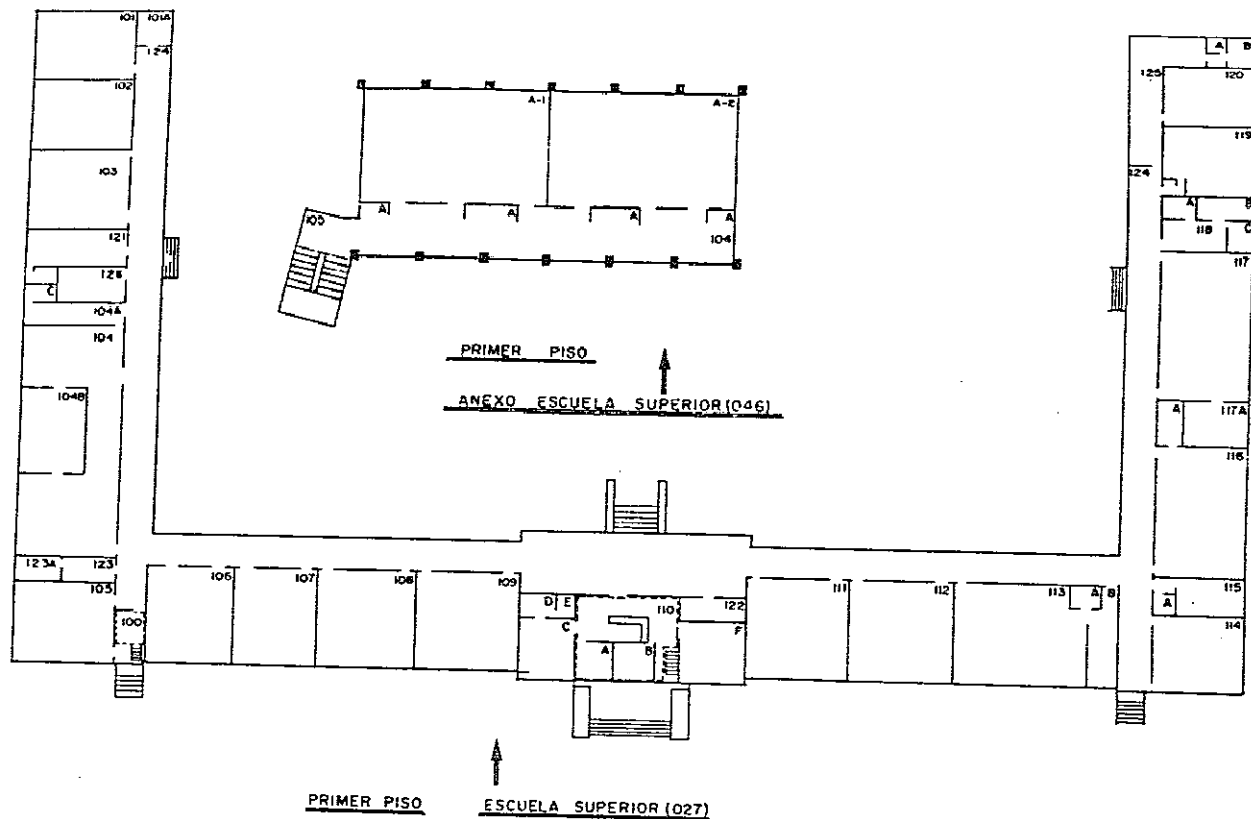 101 101A
124
102
103
121
12B
C
104A
104
104B
123A 123
105
100
A-1 A-2
A A A A
105
104
PRIMER PISO
ANEXO ESCUELA SUPERIOR (046)
A B
125 120
119
124
A B
118 C
117
A 117A
116
A 115
114
106 107 108 109
D E
C
110
A B
122
F
111 112 113 A B
PRIMER PISO ESCUELA SUPERIOR (027)